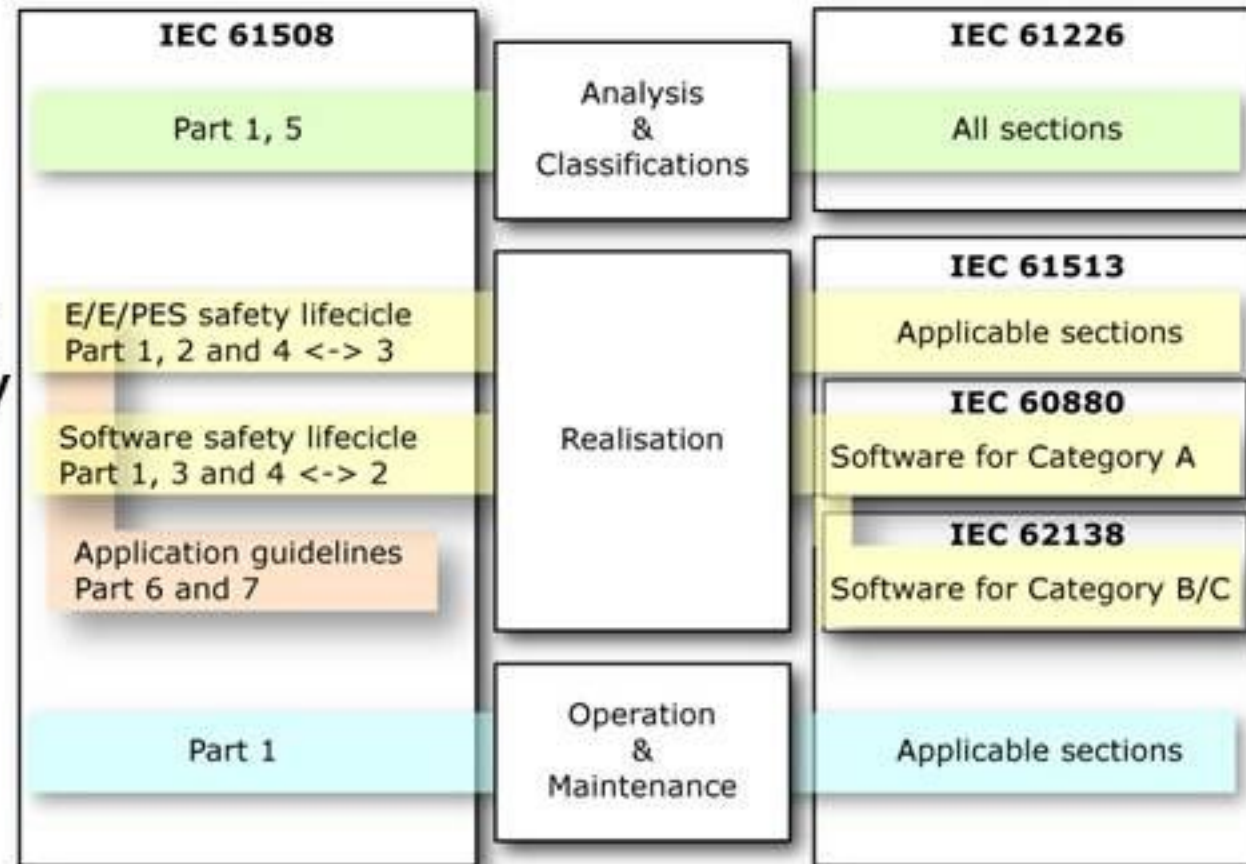 IEC 61508
Part 1, 5
E/E/PES safety lifecicle
Part 1, 2 and 4 <-> 3
Software safety lifecicle
Part 1, 3 and 4 <-> 2
Application guidelines
Part 6 and 7
Part 1
Analysis
&
Classifications
Realisation
Operation
&
Maintenance
IEC 61226
All sections
IEC 61513
Applicable sections
IEC 60880
Software for Category A
IEC 62138
Software for Category B/C
Applicable sections